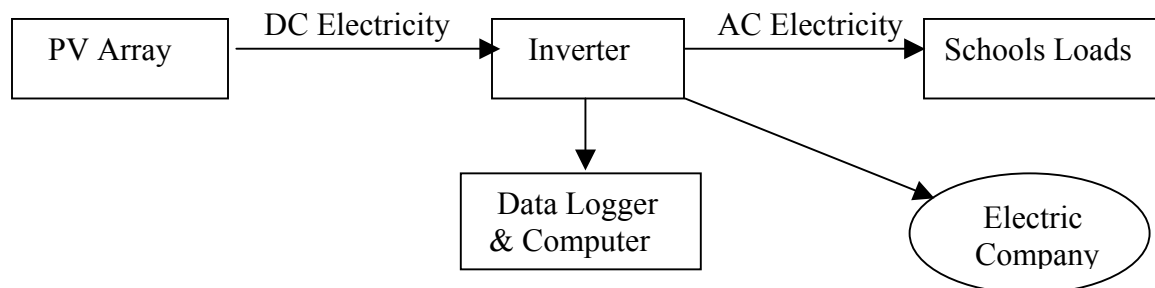 PV Array
DC Electricity
Inverter
AC Electricity
Schools Loads
Data Logger
& Computer
Electric
Company